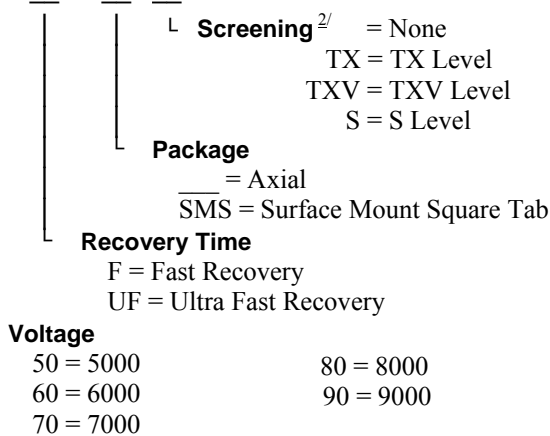 Screening 2/ = None
TX = TX Level
TXV = TXV Level
S = S Level
Package
___ = Axial
SMS = Surface Mount Square Tab
Recovery Time
F = Fast Recovery
UF = Ultra Fast Recovery
Voltage
50 = 5000 80 = 8000
60 = 6000 90 = 9000
70 = 7000